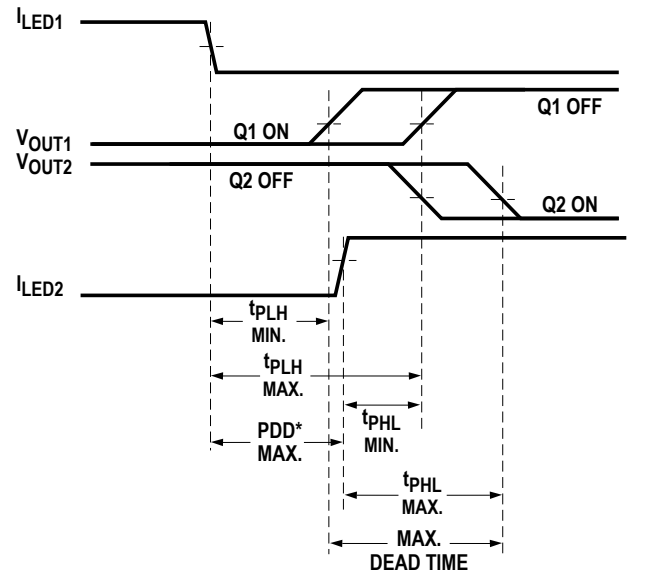 ILED1
Q1 ON
Q1 OFF
VOUT1
VOUT2
Q2 OFF
Q2 ON
ILED2
tPLH
MIN.
tPLH
MAX.
tPHL
MIN.
PDD*
MAX.
tPHL
MAX.
MAX.
DEAD TIME